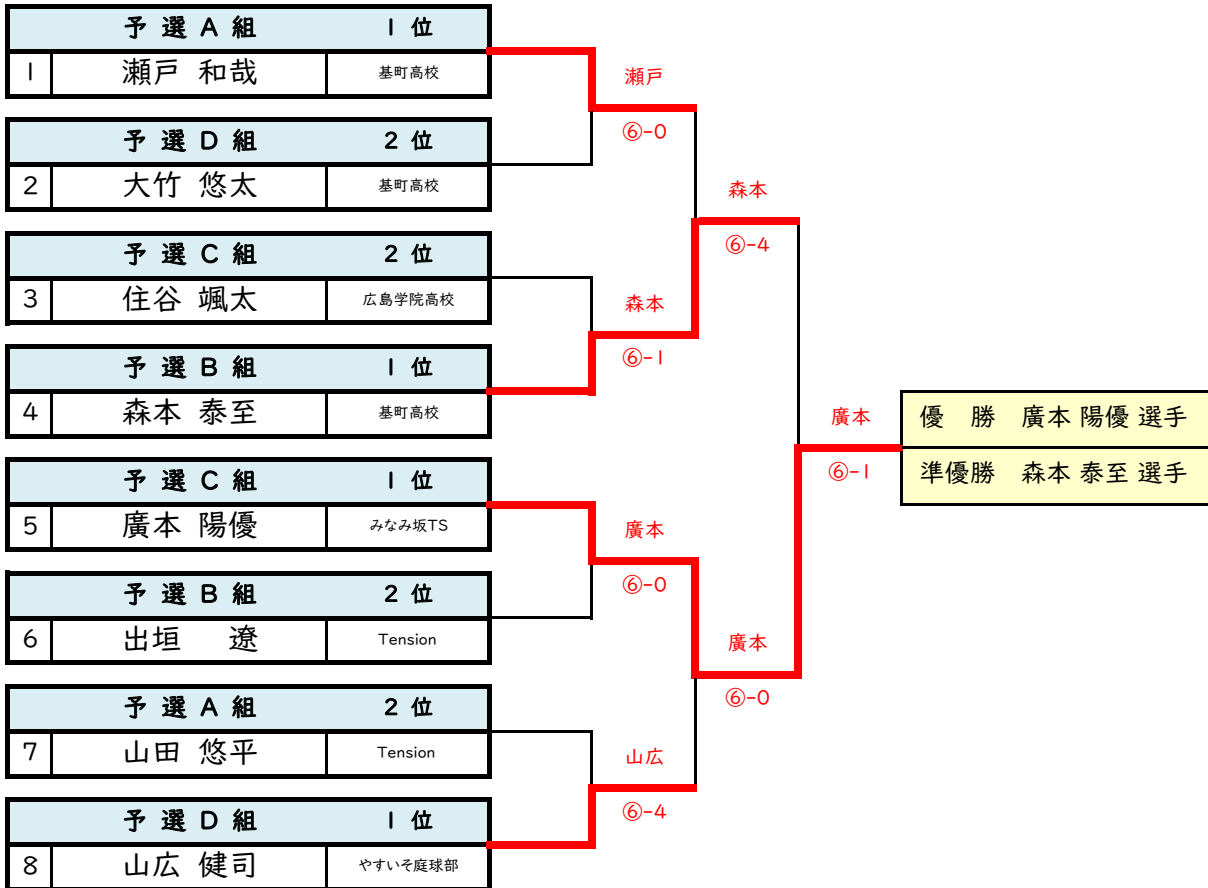 予選A組 1位
1 瀬戸 和哉 基町高校
予選D組 2位
2 大竹 悠太 基町高校
予選C組 2位
3 住谷 颯太 広島学院高校
予選B組 1位
4 森本 泰至 基町高校
予選C組 1位
5 廣本 陽優 みなみ坂TS
予選B組 2位
6 出垣 遼 Tension
予選A組 2位
7 山田 悠平 Tension
予選D組 1位
8 山広 健司 やすいそ庭球部
瀬戸
⑥-0
森本
⑥-1
廣本
⑥-0
山広
⑥-4
森本
⑥-4
廣本
⑥-0
廣本
⑥-1
優 勝 廣本 陽優 選手
準優勝 森本 泰至 選手